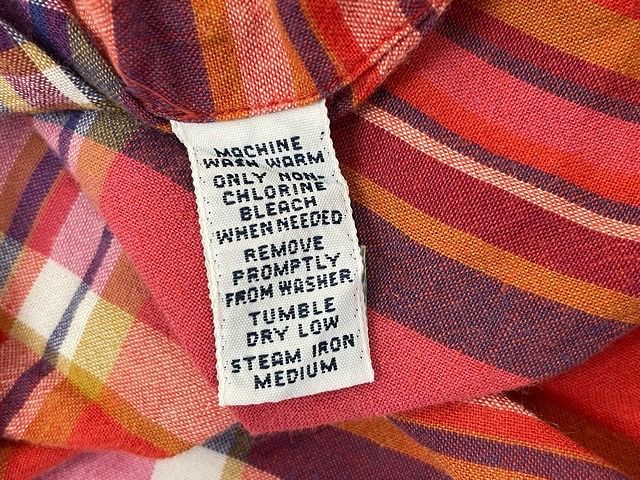 MACHINE
WASH WARM
ONLY NON-
CHLORINE
BLEACH
WHEN NEEDED
REMOVE
PROMPTLY
FROM WASHER
TUMBLE
DRY LOW
STEAM IRON
MEDIUM